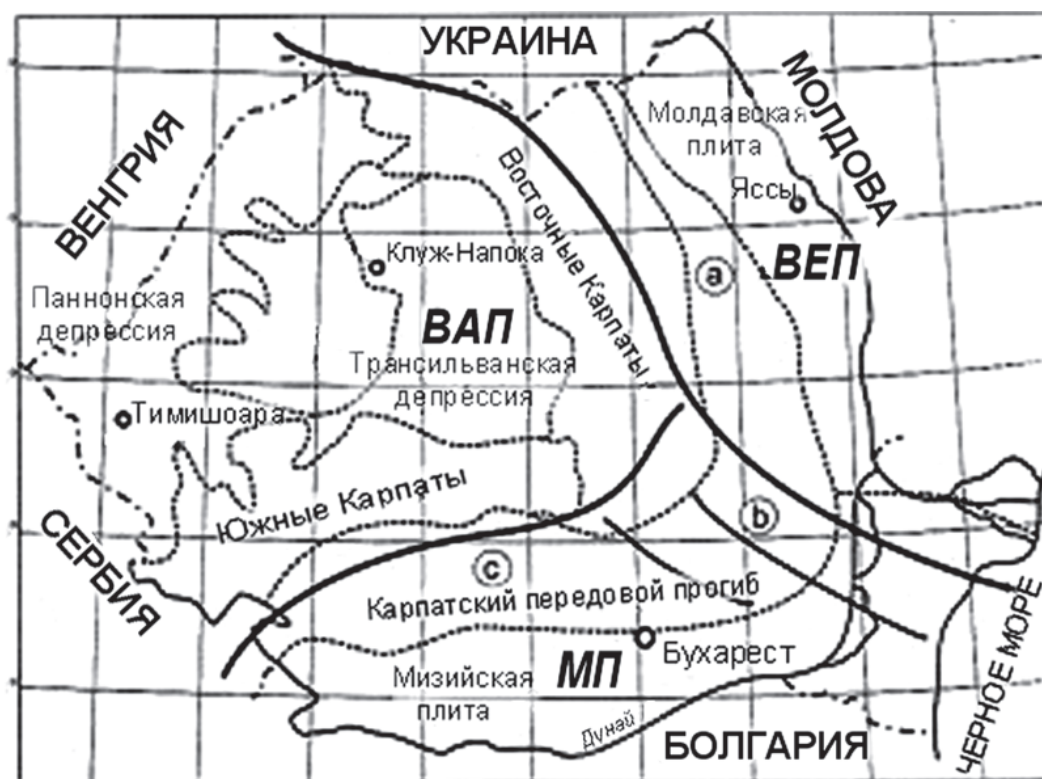 УКРАИНА
МОЛДОВА
Молдавская
плита
ВЕНГРИЯ
Восточные Карпаты
Яссы
Клуж-Напока
ВЕП
a
Паннонская
депрессия
ВАП
Трансильванская
депрессия
Тимишоара
Южные Карпаты
b
СЕРБИЯ
c
Карпатский передовой прогиб
ЧЕРНОЕ МОРЕ
МП
Бухарест
Мизийская
плита
Дунай
БОЛГАРИЯ